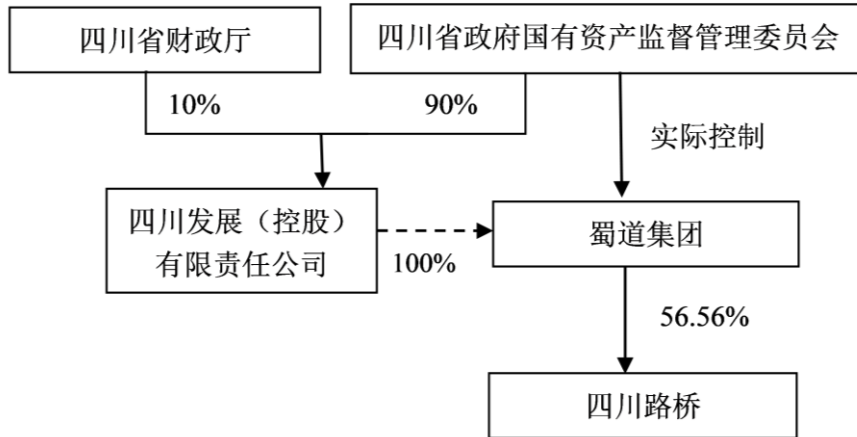 四川省财政厅
四川省政府国有资产监督管理委员会
10%
90%
实际控制
四川发展（控股）
有限责任公司
100%
蜀道集团
56.56%
四川路桥